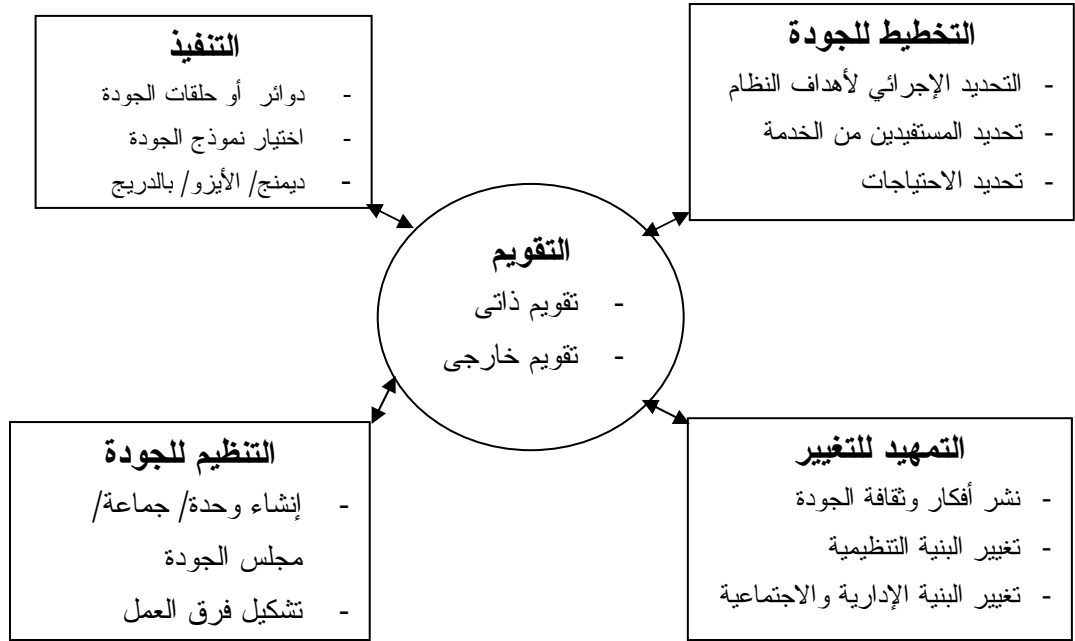 التخطيط للجودة
- التحديد الإجرائي لأهداف النظام
- تحديد المستفيدين من الخدمة
- تحديد الاحتياجات
التنفيذ
- دوائر أو حلقات الجودة
- اختيار نموذج الجودة
- ديمنج/ الأيزو/ بالدريج
التقويم
- تقويم ذاتى
- تقويم خارجى
التمهيد للتغيير
- نشر أفكار وثقافة الجودة
- تغيير البنية التنظيمية
- تغيير البنية الإدارية والاجتماعية
التنظيم للجودة
- إنشاء وحدة/ جماعة/
مجلس الجودة
- تشكيل فرق العمل